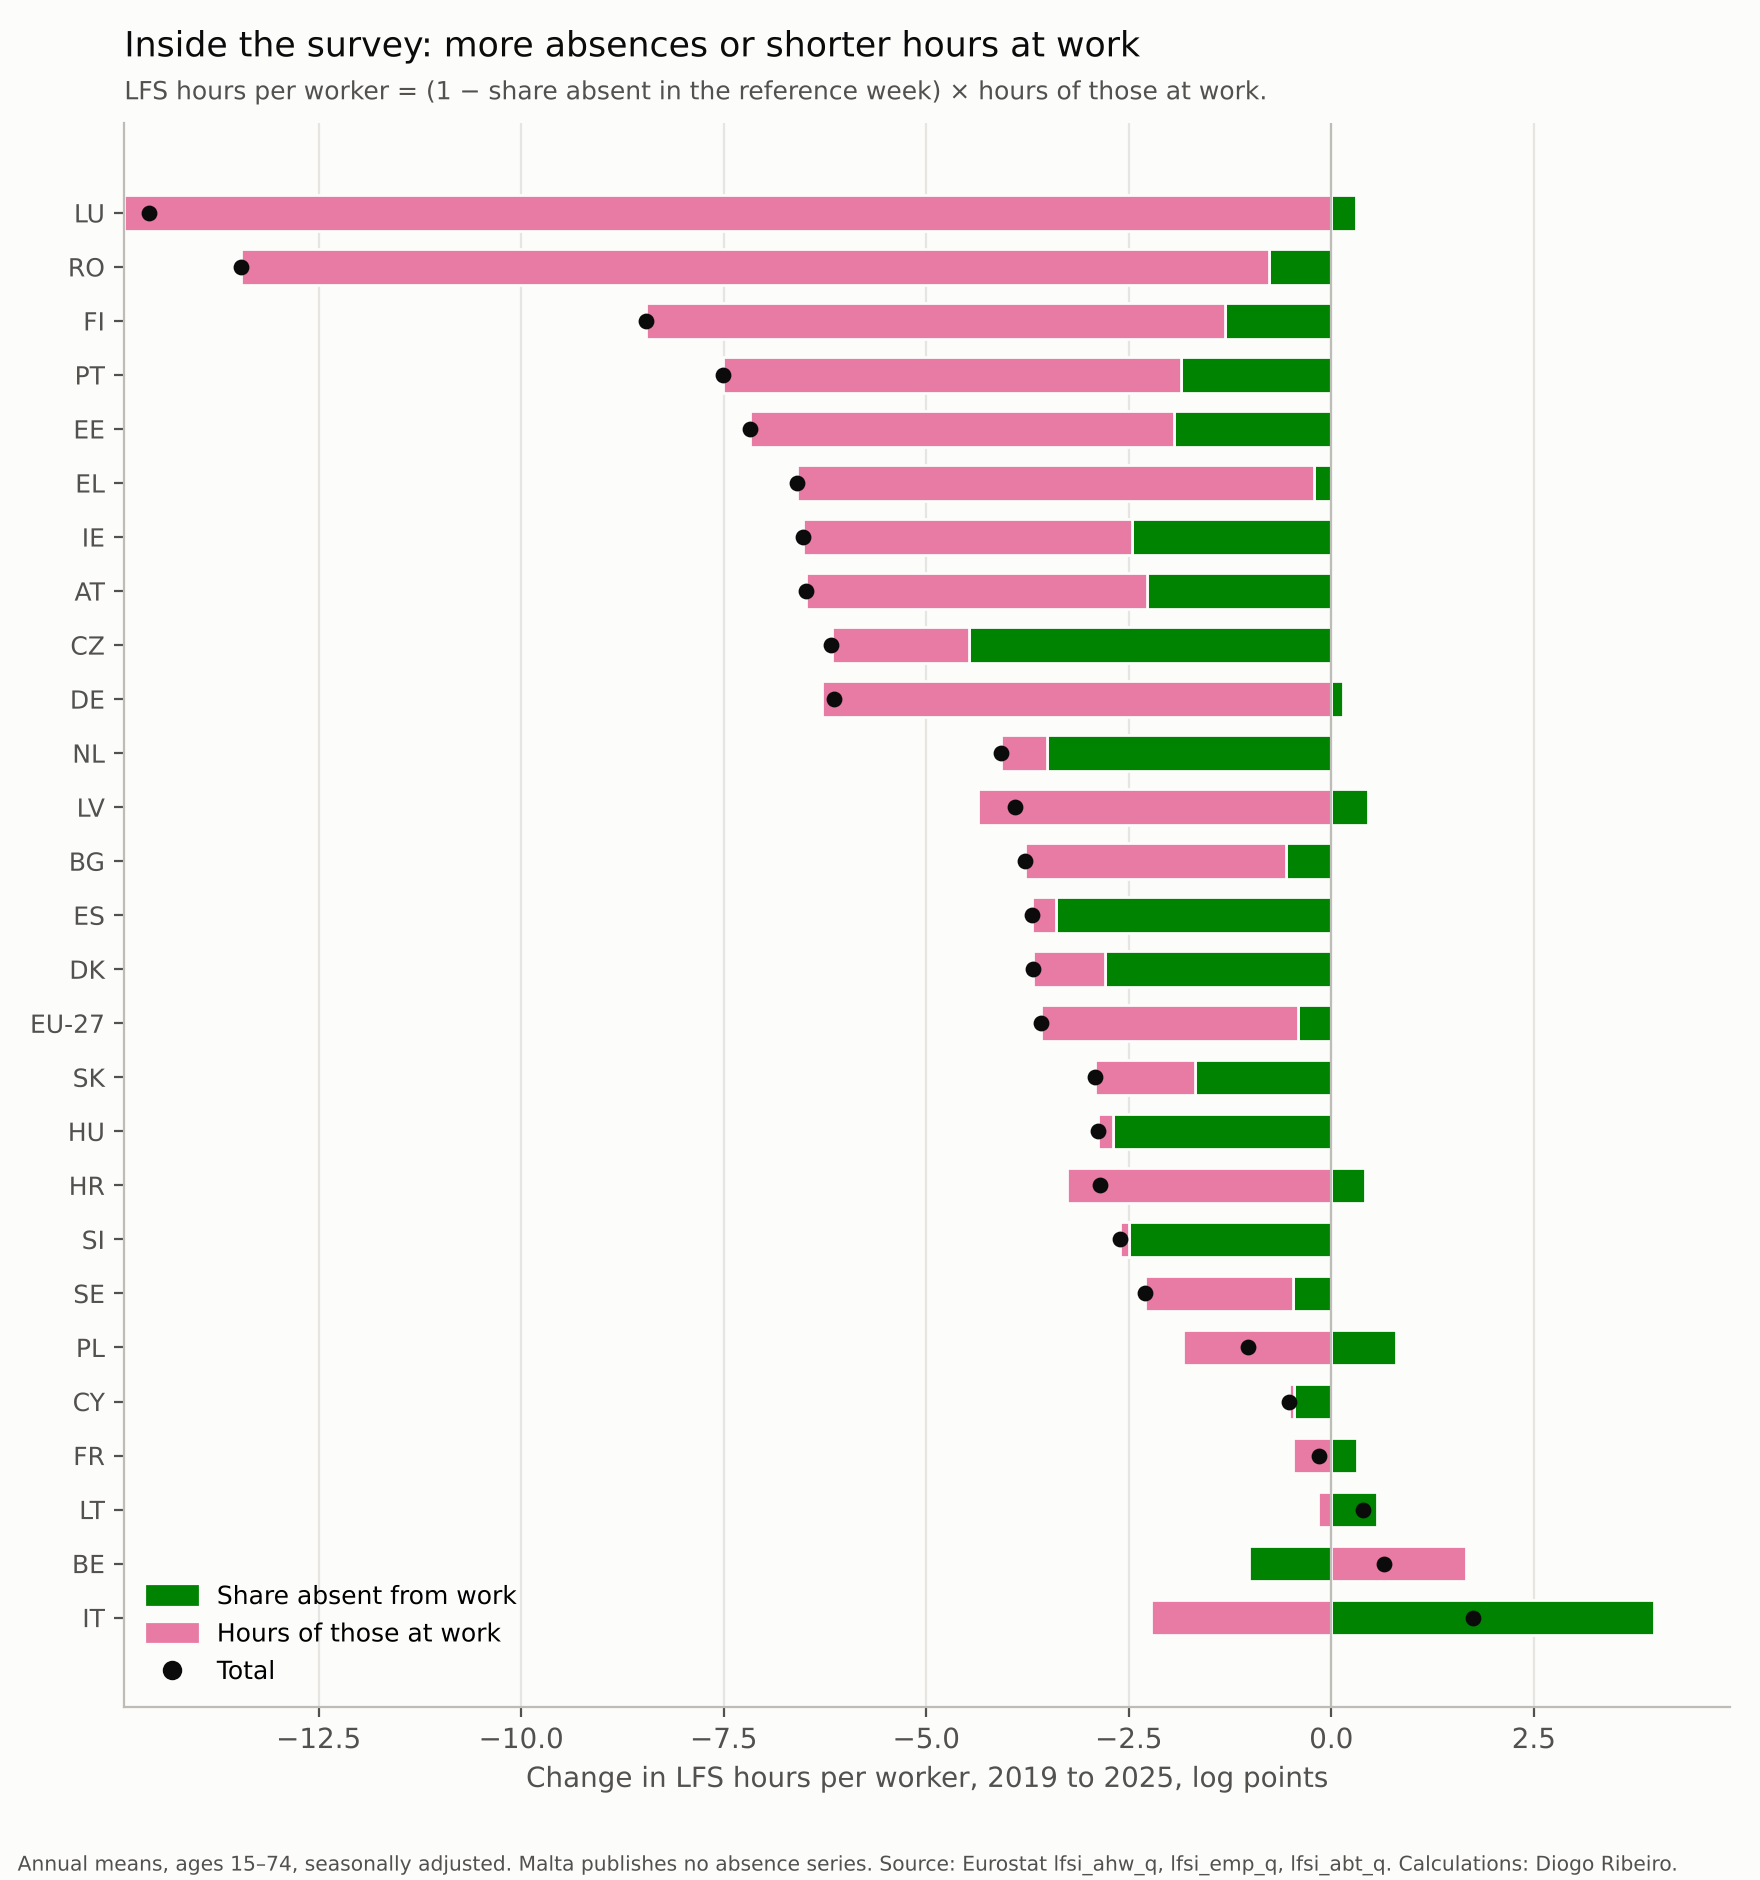 Inside the survey: more absences or shorter hours at work
LFS hours per worker = (1 − share absent in the reference week) × hours of those at work.
LU
RO
FI
PT
EE
EL
IE
AT
CZ
DE
NL
LV
BG
ES
DK
EU-27
SK
HU
HR
SI
SE
PL
CY
FR
LT
BE
IT
Share absent from work
Hours of those at work
Total
−12.5 −10.0 −7.5 −5.0 −2.5 0.0 2.5
Change in LFS hours per worker, 2019 to 2025, log points
Annual means, ages 15–74, seasonally adjusted. Malta publishes no absence series. Source: Eurostat lfsi_ahw_q, lfsi_emp_q, lfsi_abt_q. Calculations: Diogo Ribeiro.